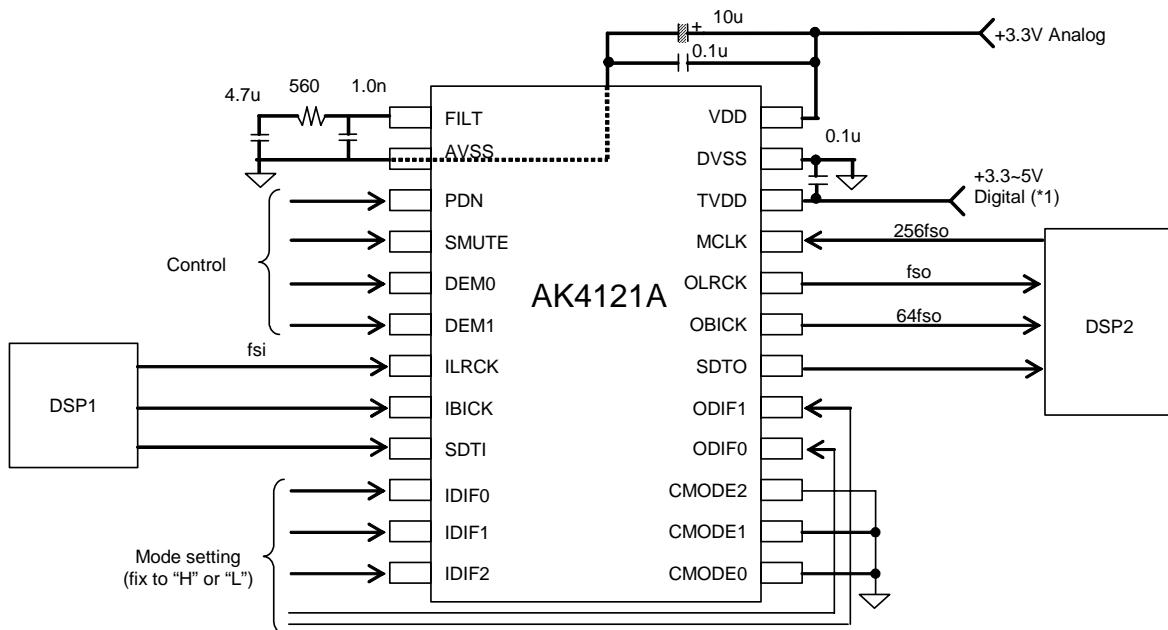 10u
+
+3.3V Analog
0.1u
4.7u
560
1.0n
FILT
VDD
0.1u
AVSS
DVSS
+3.3~5V
Digital (*1)
PDN
TVDD
SMUTE
MCLK
256fso
Control
DEM0
AK4121A
OLRCK
fso
DEM1
OBICK
64fso
DSP2
fsi
ILRCK
SDTO
DSP1
IBICK
ODIF1
SDTI
ODIF0
IDIF0
CMODE2
IDIF1
CMODE1
Mode setting
(fix to “H” or “L”)
IDIF2
CMODE0